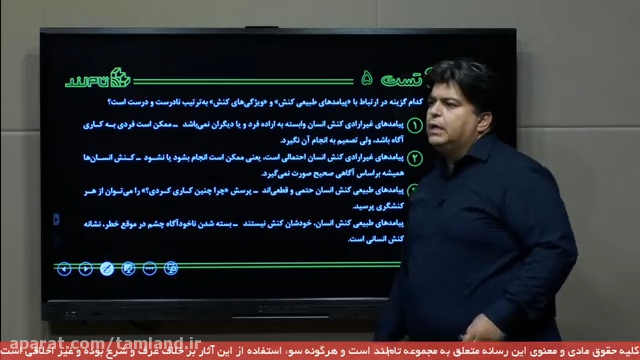 تست ۵
تاملند
کدام گزینه در ارتباط با «پیامدهای طبیعی کنش» و «ویژگی‌های کنش» به‌ترتیب نادرست و درست است؟
۱ پیامدهای غیرارادی کنش انسان وابسته به اراده فرد و یا دیگران نمی‌باشد ـ ممکن است فردی به کاری
آگاه باشد، ولی تصمیم به انجام آن نگیرد.
۲ پیامدهای غیرارادی کنش انسان احتمالی است، یعنی ممکن است انجام بشود یا نشود ـ کنش انسان‌ها
همیشه براساس آگاهی صحیح صورت نمی‌گیرد.
پیامدهای طبیعی کنش انسان حتمی و قطعی‌اند ـ پرسش «چرا چنین کاری کردی؟» را می‌توان از هر
کنشگری پرسید.
پیامدهای طبیعی کنش انسان، خودشان کنش نیستند ـ بسته شدن ناخودآگاه چشم در موقع خطر، نشانه
کنش انسانی است.
aparat.com/tamland.ir
کلیه حقوق مادی و معنوی این رسانه متعلق به مجموعه تاملند است و هرگونه سوء استفاده از این آثار بر خلاف عرف و شرع بوده و غیر اخلاقی است